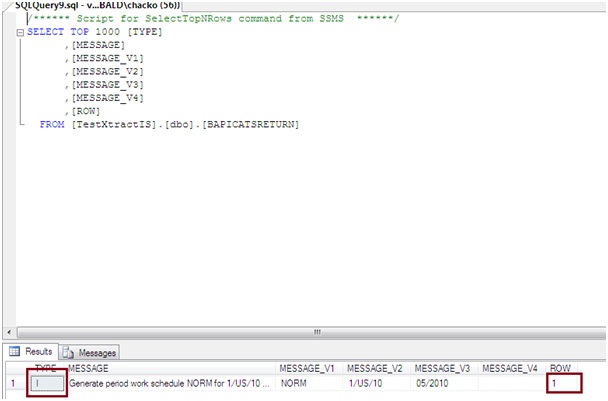 SQLQuery9.sql - v...BALD\chacko (56))
/****** Script for SelectTopNRows command from SSMS ******/
SELECT TOP 1000 [TYPE]
,[MESSAGE]
,[MESSAGE_V1]
,[MESSAGE_V2]
,[MESSAGE_V3]
,[MESSAGE_V4]
,[ROW]
FROM [TestXtractIS].[dbo].[BAPICATSRETURN]
Results Messages
TYPE MESSAGE MESSAGE_V1 MESSAGE_V2 MESSAGE_V3 MESSAGE_V4 ROW
1 I Generate period work schedule NORM for 1/US/10 ... NORM 1/US/10 05/2010 1